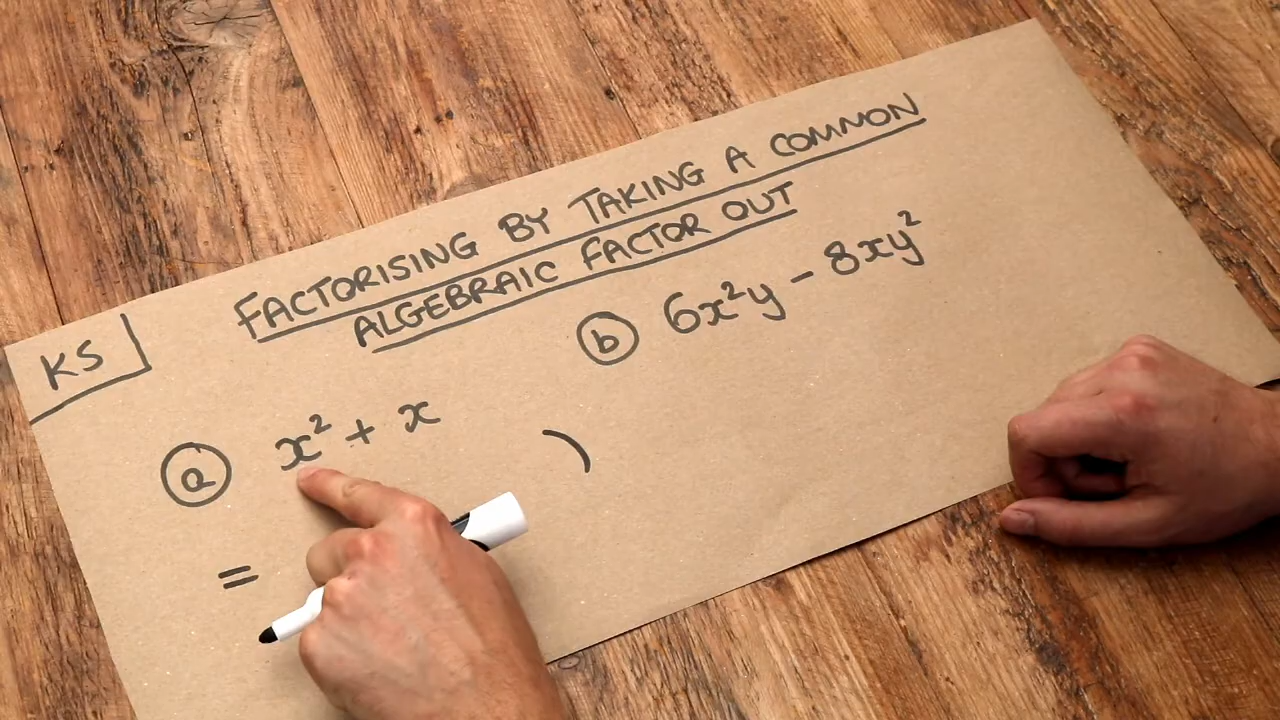 FACTORISING BY TAKING A COMMON
ALGEBRAIC FACTOR OUT
KS
a x² + x )
=
b 6x²y - 8xy²